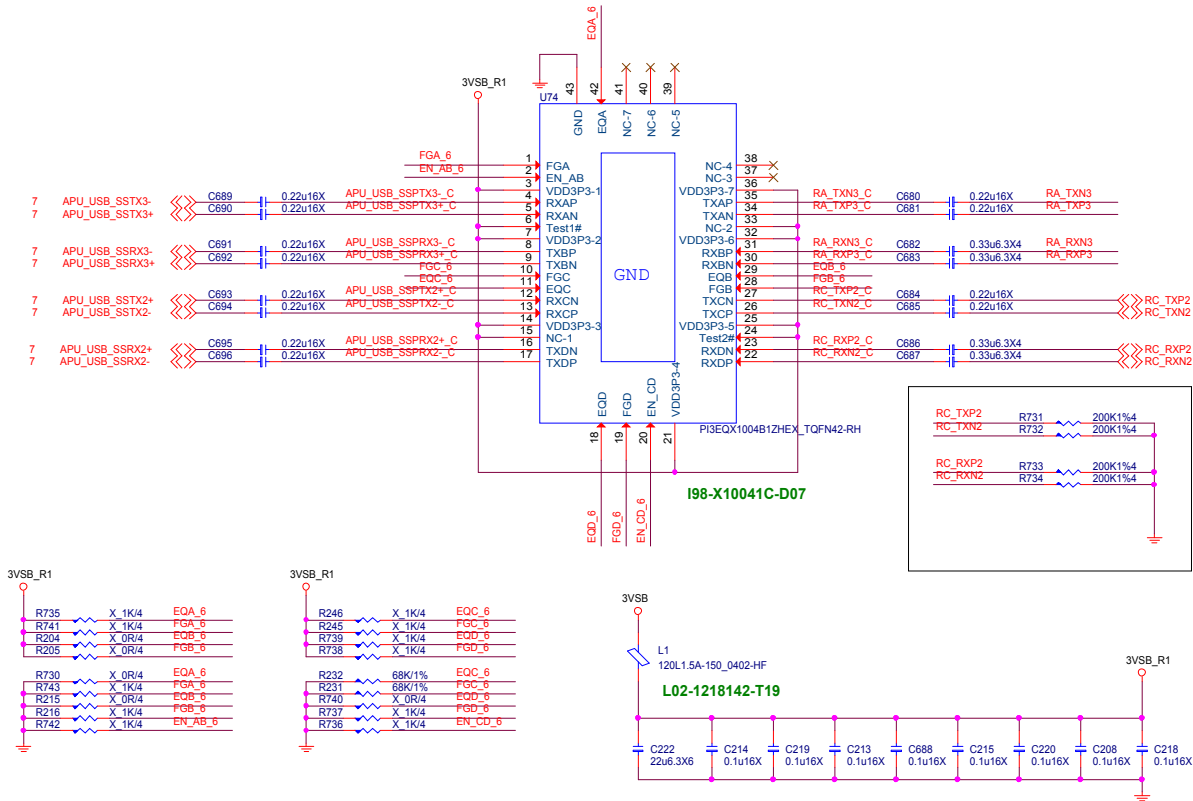 EQA_6
3VSB_R1
U74
43 42 41 40 39
GND EQA NC-7 NC-6 NC-5
FGA_6 1 FGA
EN_AB_6 2 EN_AB
3 VDD3P3-1
7 APU_USB_SSTX3- C689 0.22u16X APU_USB_SSPTX3-_C 4 RXAP
7 APU_USB_SSTX3+ C690 0.22u16X APU_USB_SSPTX3+_C 5 RXAN
6 Test1#
7 VDD3P3-2
7 APU_USB_SSRX3- C691 0.22u16X APU_USB_SSPRX3-_C 8 TXBP
7 APU_USB_SSRX3+ C692 0.22u16X APU_USB_SSPRX3+_C 9 TXBN
FGC_6 10 FGC
EQC_6 11 EQC
7 APU_USB_SSTX2+ C693 0.22u16X APU_USB_SSPTX2+_C 12 RXCN
7 APU_USB_SSTX2- C694 0.22u16X APU_USB_SSPTX2-_C 13 RXCP
14 VDD3P3-3
15 NC-1
7 APU_USB_SSRX2+ C695 0.22u16X APU_USB_SSPRX2+_C 16 TXDN
7 APU_USB_SSRX2- C696 0.22u16X APU_USB_SSPRX2-_C 17 TXDP
GND
NC-4 38
NC-3 37
VDD3P3-7 36
TXAP 35 RA_TXN3_C C680 0.22u16X RA_TXN3
TXAN 34 RA_TXP3_C C681 0.22u16X RA_TXP3
NC-2 33
VDD3P3-6 32
RXBP 31 RA_RXN3_C C682 0.33u6.3X4 RA_RXN3
RXBN 30 RA_RXP3_C C683 0.33u6.3X4 RA_RXP3
EQB 29 EQB_6
FGB 28 FGB_6
TXCN 27 RC_TXP2_C C684 0.22u16X RC_TXP2
TXCP 26 RC_TXN2_C C685 0.22u16X RC_TXN2
VDD3P3-5 25
Test2# 24
RXDN 23 RC_RXP2_C C686 0.33u6.3X4 RC_RXP2
RXDP 22 RC_RXN2_C C687 0.33u6.3X4 RC_RXN2
EQD FGD EN_CD VDD3P3-4
18 19 20 21
PI3EQX1004B1ZHEX_TQFN42-RH
I98-X10041C-D07
EQD_6 FGD_6 EN_CD_6
RC_TXP2 R731 200K1%4
RC_TXN2 R732 200K1%4
RC_RXP2 R733 200K1%4
RC_RXN2 R734 200K1%4
3VSB_R1
R735 X_1K/4 EQA_6
R741 X_1K/4 FGA_6
R204 X_0R/4 EQB_6
R205 X_0R/4 FGB_6
R730 X_0R/4 EQA_6
R743 X_1K/4 FGA_6
R215 X_0R/4 EQB_6
R216 X_1K/4 FGB_6
R742 X_1K/4 EN_AB_6
3VSB_R1
R246 X_1K/4 EQC_6
R245 X_1K/4 FGC_6
R739 X_1K/4 EQD_6
R738 X_1K/4 FGD_6
R232 68K/1% EQC_6
R231 68K/1% FGC_6
R740 X_0R/4 EQD_6
R737 X_1K/4 FGD_6
R736 X_1K/4 EN_CD_6
3VSB
L1
120L1.5A-150_0402-HF
L02-1218142-T19
3VSB_R1
C222 C214 C219 C213 C688 C215 C220 C208 C218
22u6.3X6 0.1u16X 0.1u16X 0.1u16X 0.1u16X 0.1u16X 0.1u16X 0.1u16X 0.1u16X